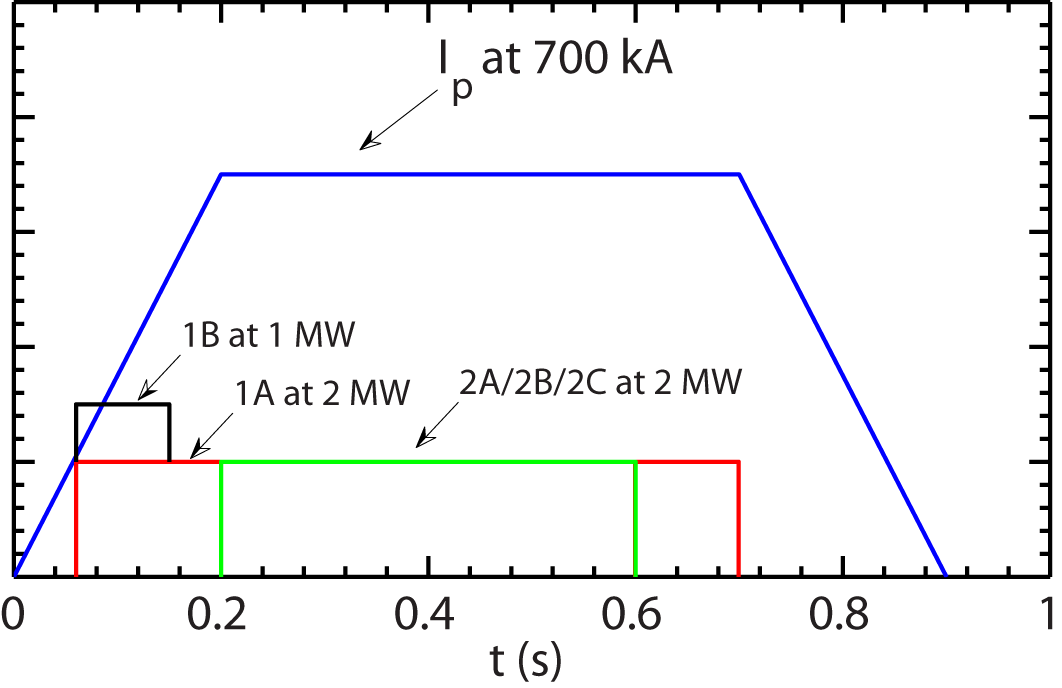 I_p at 700 kA
1B at 1 MW
1A at 2 MW
2A/2B/2C at 2 MW
0 0.2 0.4 0.6 0.8 1
t (s)